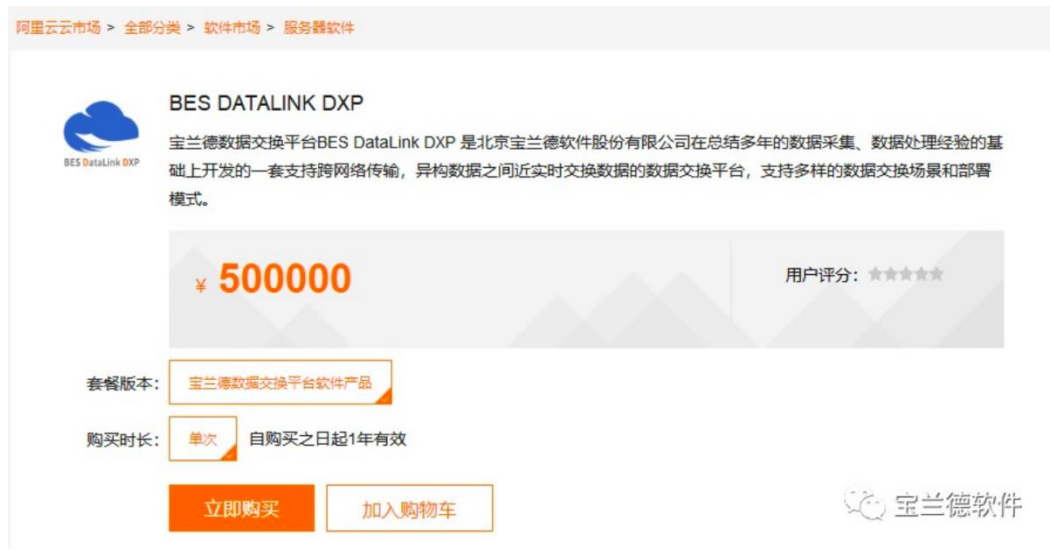 阿里云云市场 > 全部分类 > 软件市场 > 服务器软件
BES DATALINK DXP
BES DataLink DXP
宝兰德数据交换平台BES DataLink DXP 是北京宝兰德软件股份有限公司在总结多年的数据采集、数据处理经验的基
础上开发的一套支持跨网络传输，异构数据之间近实时交换数据的数据交换平台，支持多样的数据交换场景和部署
模式。
¥ 500000
用户评分：
套餐版本： 宝兰德数据交换平台软件产品
购买时长： 单次 自购买之日起1年有效
立即购买 加入购物车
宝兰德软件